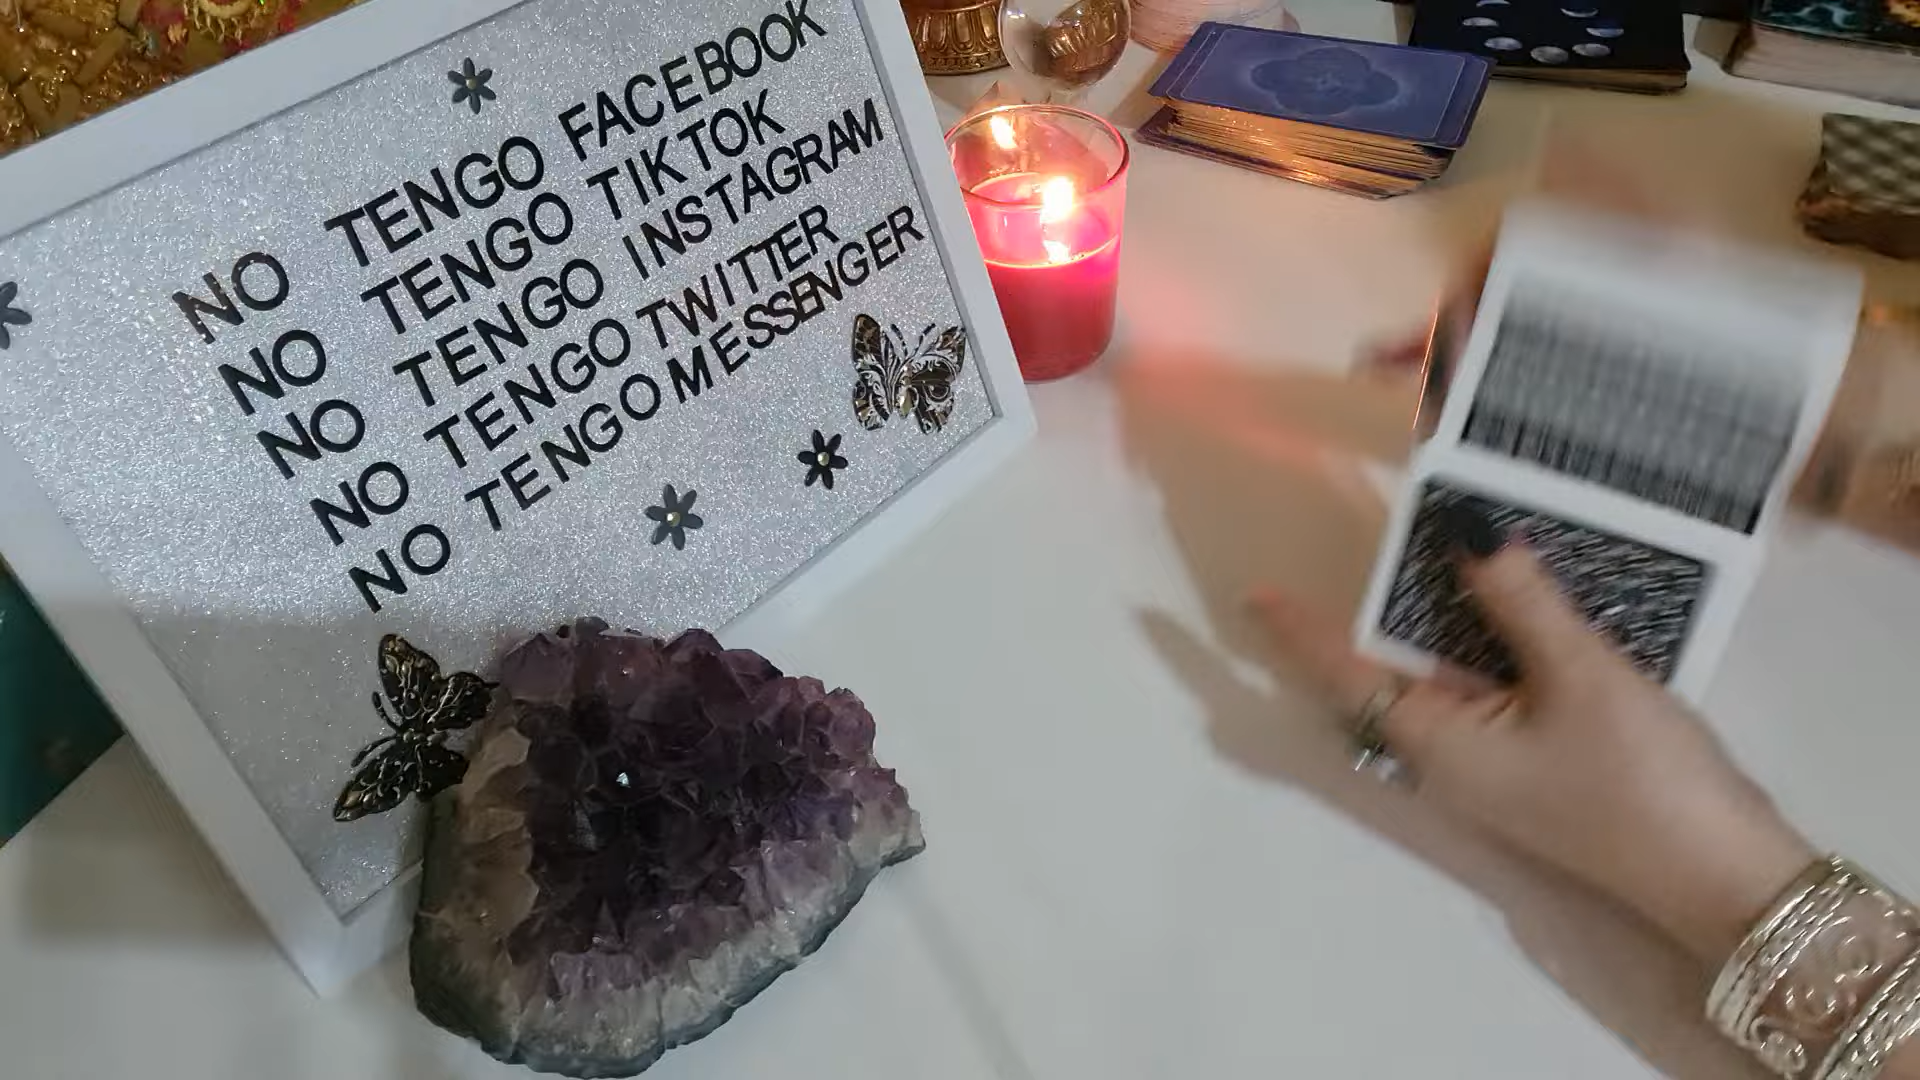 NO TENGO FACEBOOK
NO TENGO TIKTOK
NO TENGO INSTAGRAM
NO TENGO TWITTER
NO TENGO MESSENGER